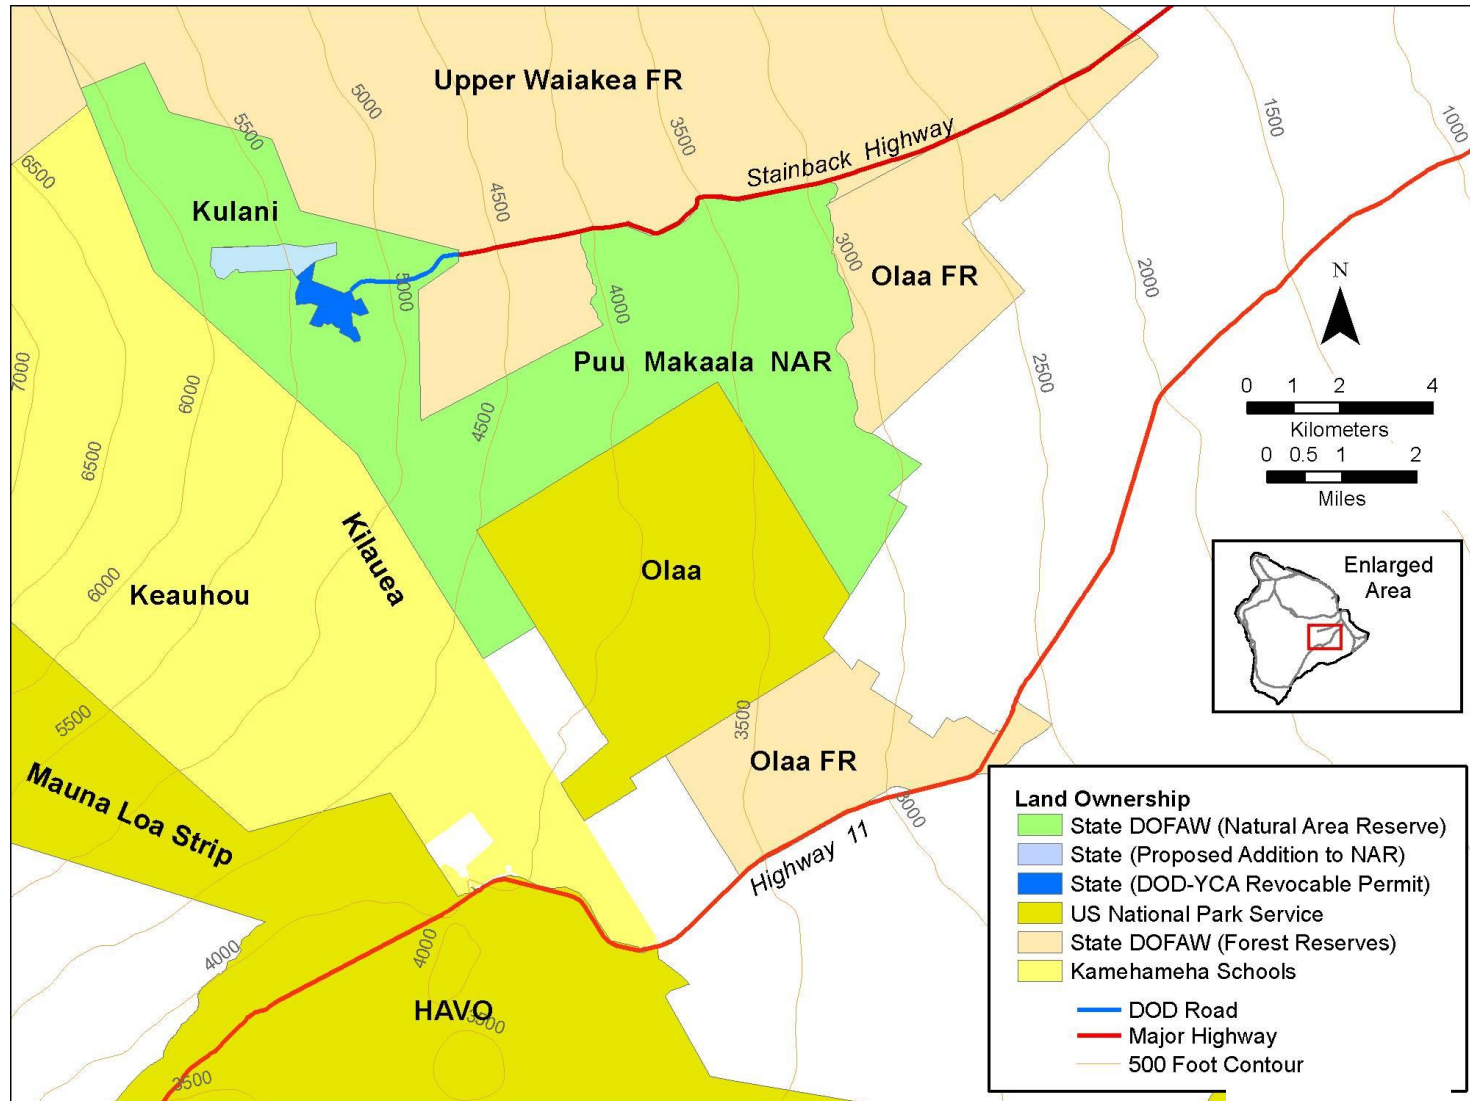 Upper Waiakea FR
5000
5500
3500
1500
1000
Stainback Highway
6500
4500
Kulani
3000
Olaa FR
2000
N
5000
4000
7000
6000
Puu Makaala NAR
2500
0 1 2 4
Kilometers
0 0.5 1 2
Miles
4500
6500
Kilauea
Olaa
Keauhou
6000
Enlarged
Area
5500
3500
Olaa FR
Mauna Loa Strip
3000
Highway 11
4000
4000
HAVO
3500
3500
Land Ownership
State DOFAW (Natural Area Reserve)
State (Proposed Addition to NAR)
State (DOD-YCA Revocable Permit)
US National Park Service
State DOFAW (Forest Reserves)
Kamehameha Schools
DOD Road
Major Highway
500 Foot Contour